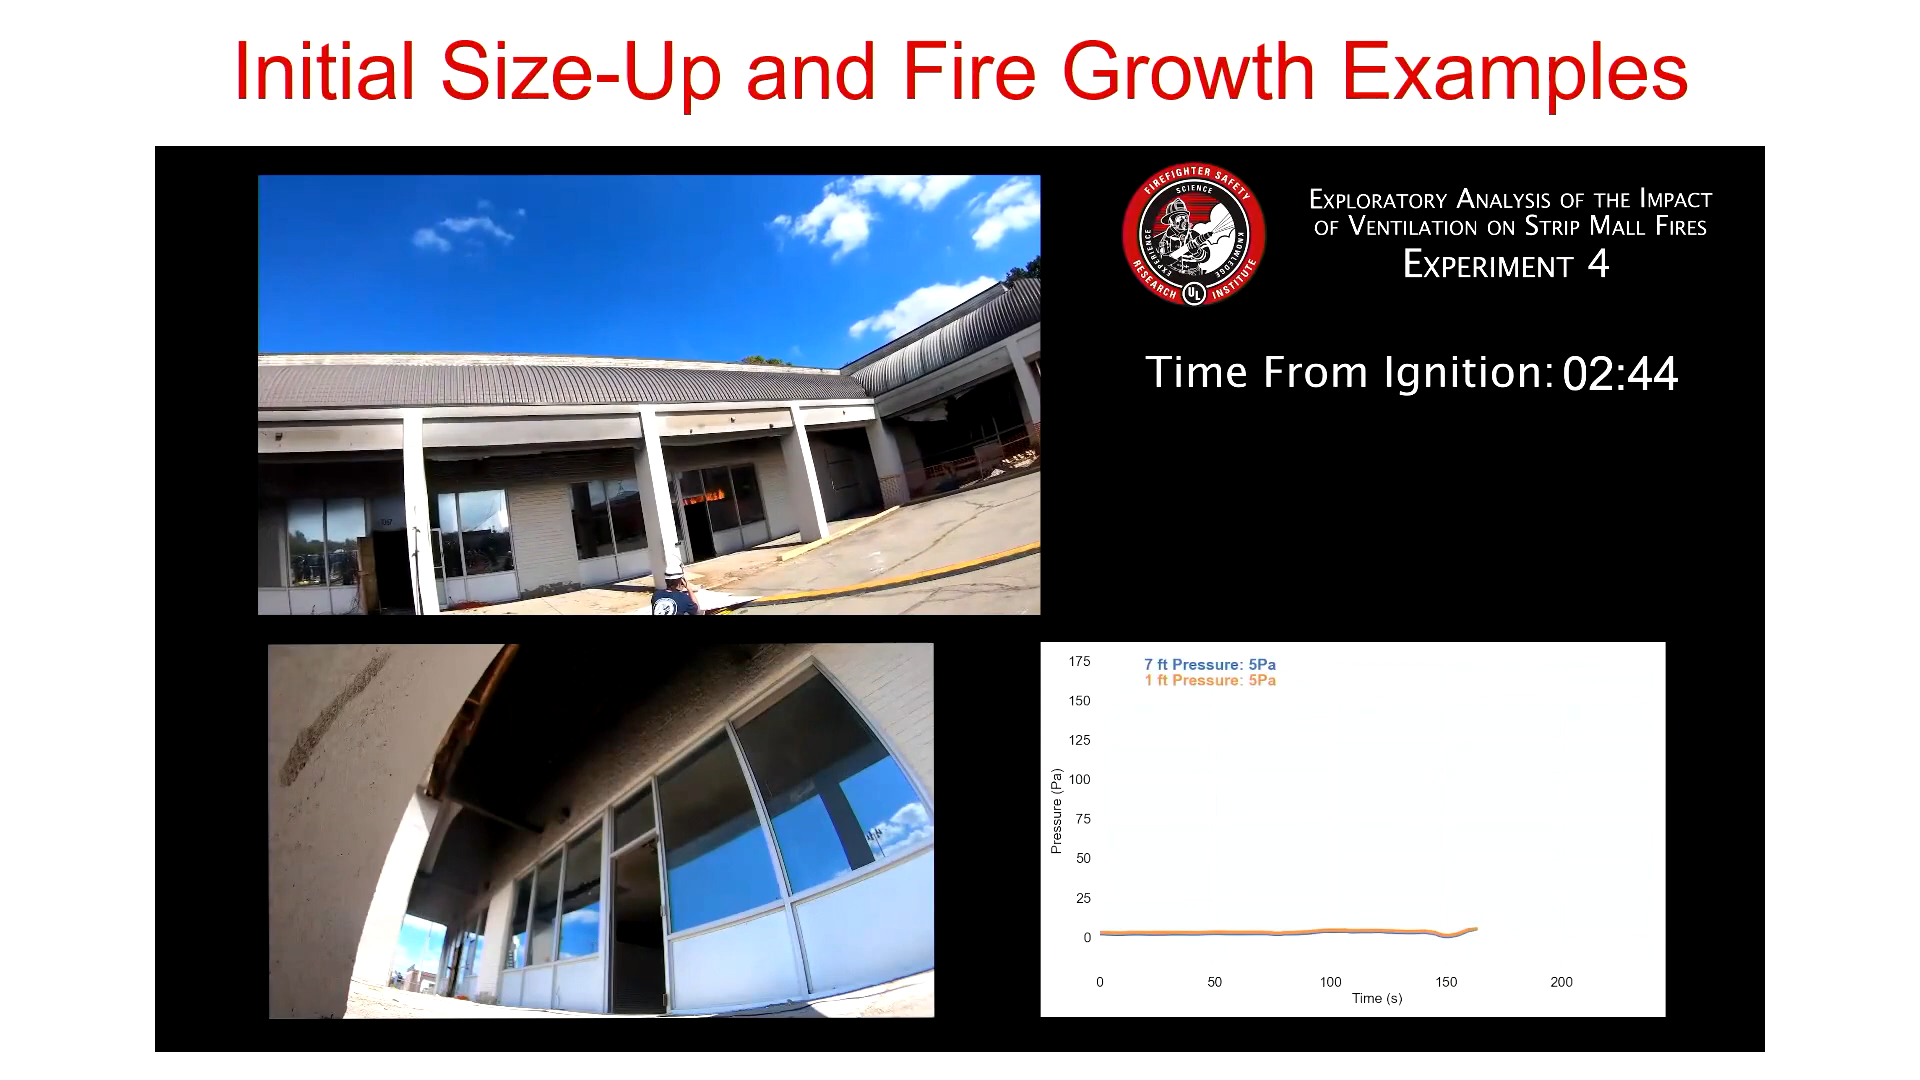 Initial Size-Up and Fire Growth Examples
FIREFIGHTER SAFETY
SCIENCE
EXPERIENCE
KNOWLEDGE
RESEARCH INSTITUTE
UL
EXPLORATORY ANALYSIS OF THE IMPACT
OF VENTILATION ON STRIP MALL FIRES
EXPERIMENT 4
Time From Ignition: 02:44
7 ft Pressure: 5Pa
1 ft Pressure: 5Pa
175
150
125
100
75
50
25
0
Pressure (Pa)
0 50 100 150 200
Time (s)